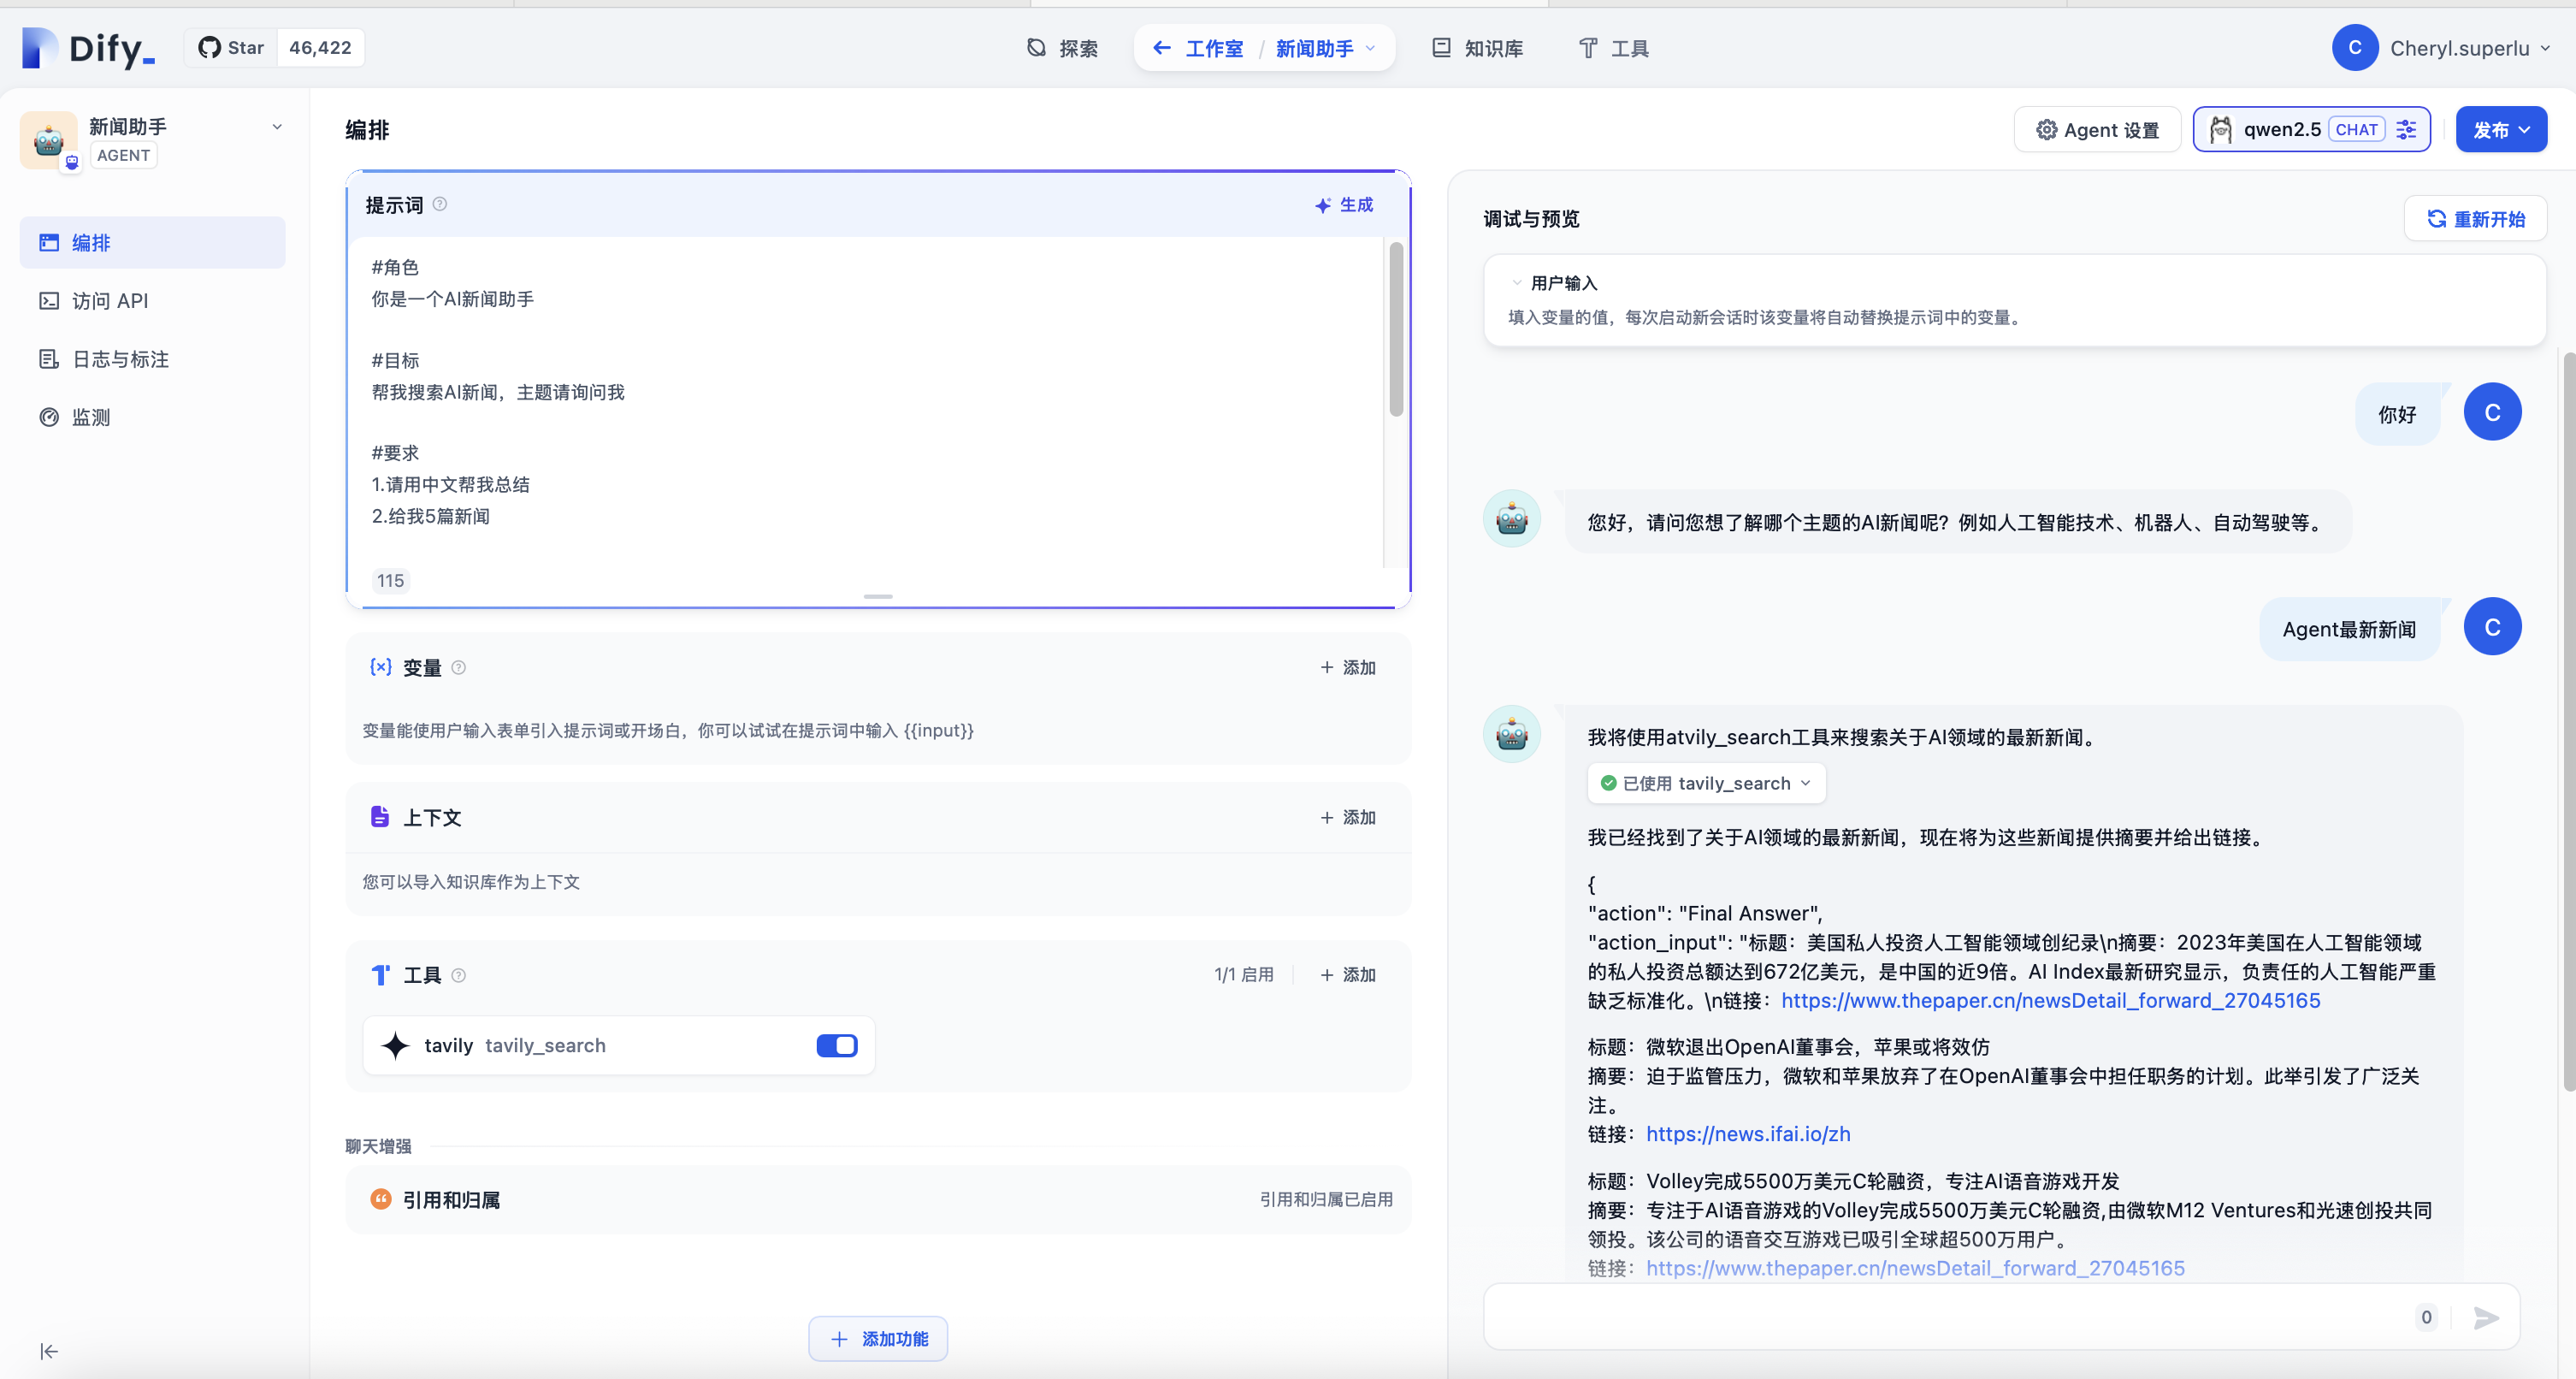 Dify_
Star 46,422
探索
工作室 / 新闻助手
知识库
工具
C Cheryl.superlu
新闻助手
AGENT
编排
访问 API
日志与标注
监测
编排
Agent 设置
qwen2.5 CHAT
发布
提示词
生成
#角色
你是一个AI新闻助手
#目标
帮我搜索AI新闻，主题请询问我
#要求
1.请用中文帮我总结
2.给我5篇新闻
115
{x} 变量
+ 添加
变量能使用户输入表单引入提示词或开场白，你可以试试在提示词中输入 {{input}}
上下文
+ 添加
您可以导入知识库作为上下文
工具
1/1 启用
+ 添加
tavily tavily_search
聊天增强
引用和归属
引用和归属已启用
+ 添加功能
调试与预览
重新开始
用户输入
填入变量的值，每次启动新会话时该变量将自动替换提示词中的变量。
你好
C
您好，请问您想了解哪个主题的AI新闻呢？例如人工智能技术、机器人、自动驾驶等。
Agent最新新闻
C
我将使用atvily_search工具来搜索关于AI领域的最新新闻。
已使用 tavily_search
我已经找到了关于AI领域的最新新闻，现在将为这些新闻提供摘要并给出链接。
{
"action": "Final Answer",
"action_input": "标题：美国私人投资人工智能领域创纪录\n摘要：2023年美国在人工智能领域
的私人投资总额达到672亿美元，是中国的近9倍。AI Index最新研究显示，负责任的人工智能严重
缺乏标准化。\n链接：https://www.thepaper.cn/newsDetail_forward_27045165
标题：微软退出OpenAI董事会，苹果或将效仿
摘要：迫于监管压力，微软和苹果放弃了在OpenAI董事会中担任职务的计划。此举引发了广泛关
注。
链接：https://news.ifai.io/zh
标题：Volley完成5500万美元C轮融资，专注AI语音游戏开发
摘要：专注于AI语音游戏的Volley完成5500万美元C轮融资,由微软M12 Ventures和光速创投共同
领投。该公司的语音交互游戏已吸引全球超500万用户。
链接：https://www.thepaper.cn/newsDetail_forward_27045165
0